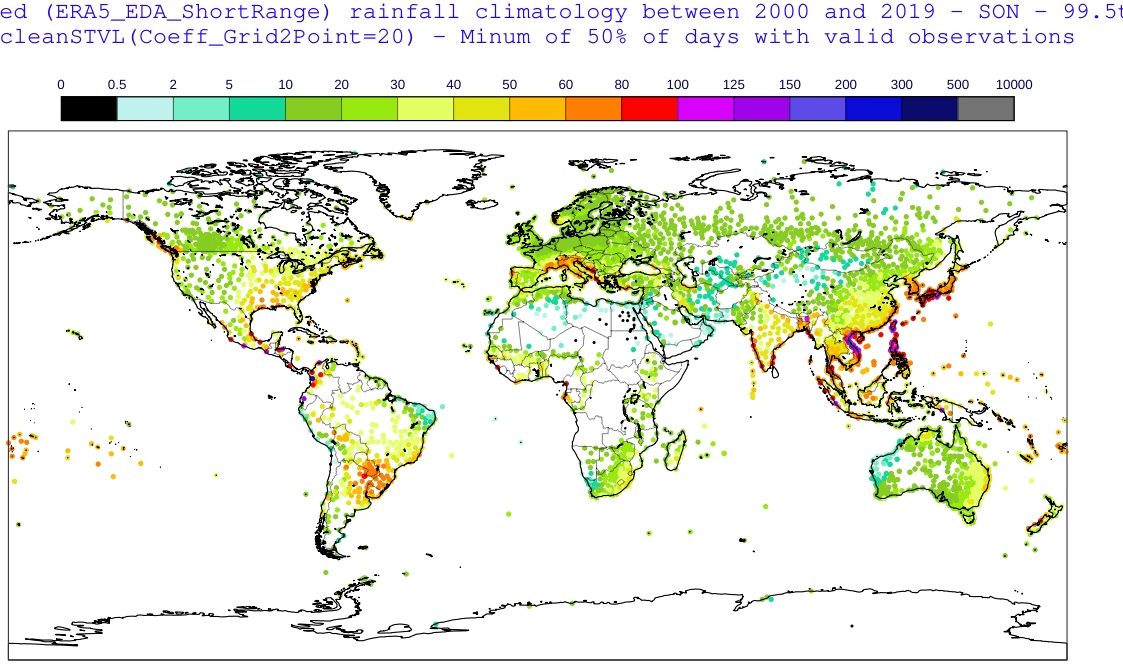 ed (ERA5_EDA_ShortRange) rainfall climatology between 2000 and 2019 - SON - 99.5t
cleanSTVL(Coeff_Grid2Point=20) - Minum of 50% of days with valid observations
0 0.5 2 5 10 20 30 40 50 60 80 100 125 150 200 300 500 10000